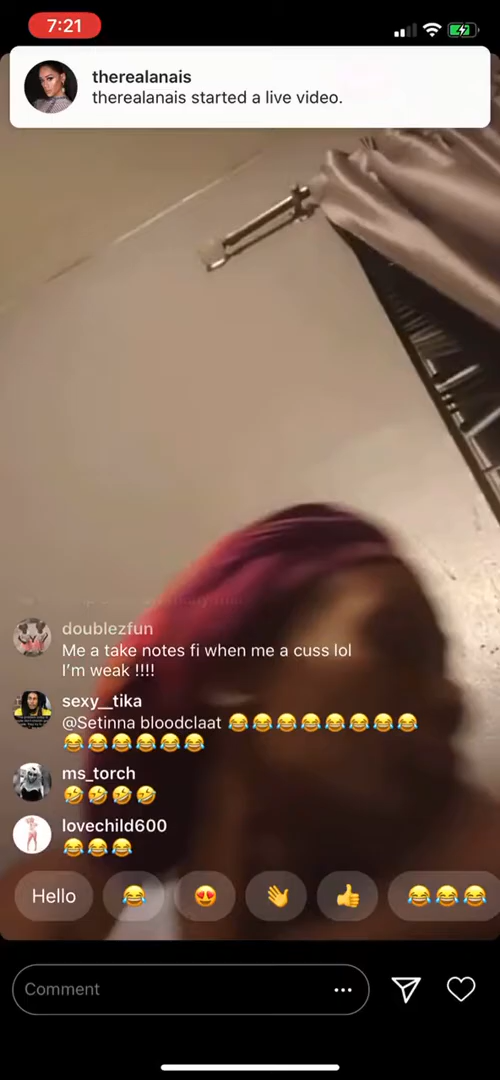 7:21
therealanais
therealanais started a live video.
doublezfun
Me a take notes fi when me a cuss lol
I'm weak !!!!
sexy__tika
@Setinna bloodclaat 😂😂😂😂😂😂😂😂
😂😂😂😂😂😂
ms_torch
🤣🤣🤣🤣
lovechild600
😂😂😂
Hello 😂 😍 👋 👍 😂😂😂
Comment